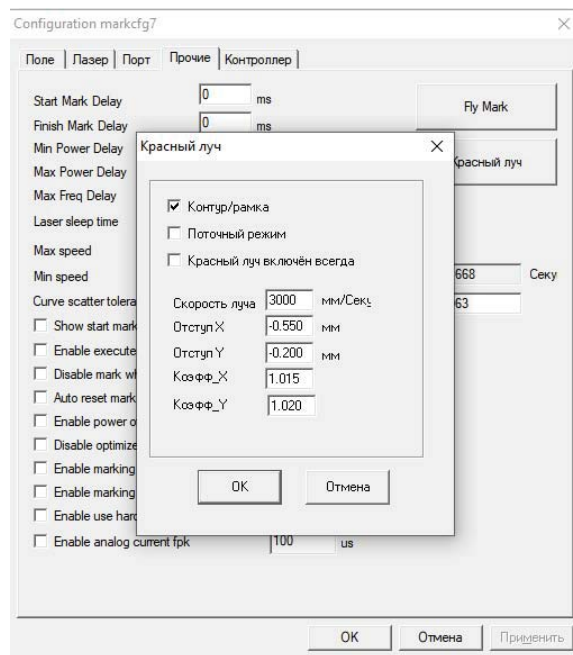 Configuration markcfg7
Поле Лазер Порт Прочие Контроллер
Start Mark Delay 0 ms
Finish Mark Delay 0 ms
Fly Mark
Min Power Delay
Max Power Delay
Max Freq Delay
Laser sleep time
Max speed
Min speed 668 Секу
Curve scatter tolera 63
Show start mark
Enable execute
Disable mark
Auto reset mark
Enable power
Disable optimize
Enable marking
Enable marking
Enable use hard
Enable analog current fpk 100 us
Красный луч
Контур/рамка
Поточный режим
Красный луч включён всегда
Скорость луча 3000 мм/Секу
Отступ X -0.550 мм
Отступ Y -0.200 мм
Коэфф_X 1.015
Коэфф_Y 1.020
OK Отмена
OK Отмена Применить